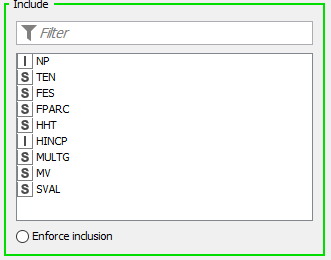 Include
Filter
I NP
S TEN
S FES
S FPARC
S HHT
I HINCP
S MULTG
S MV
S SVAL
Enforce inclusion